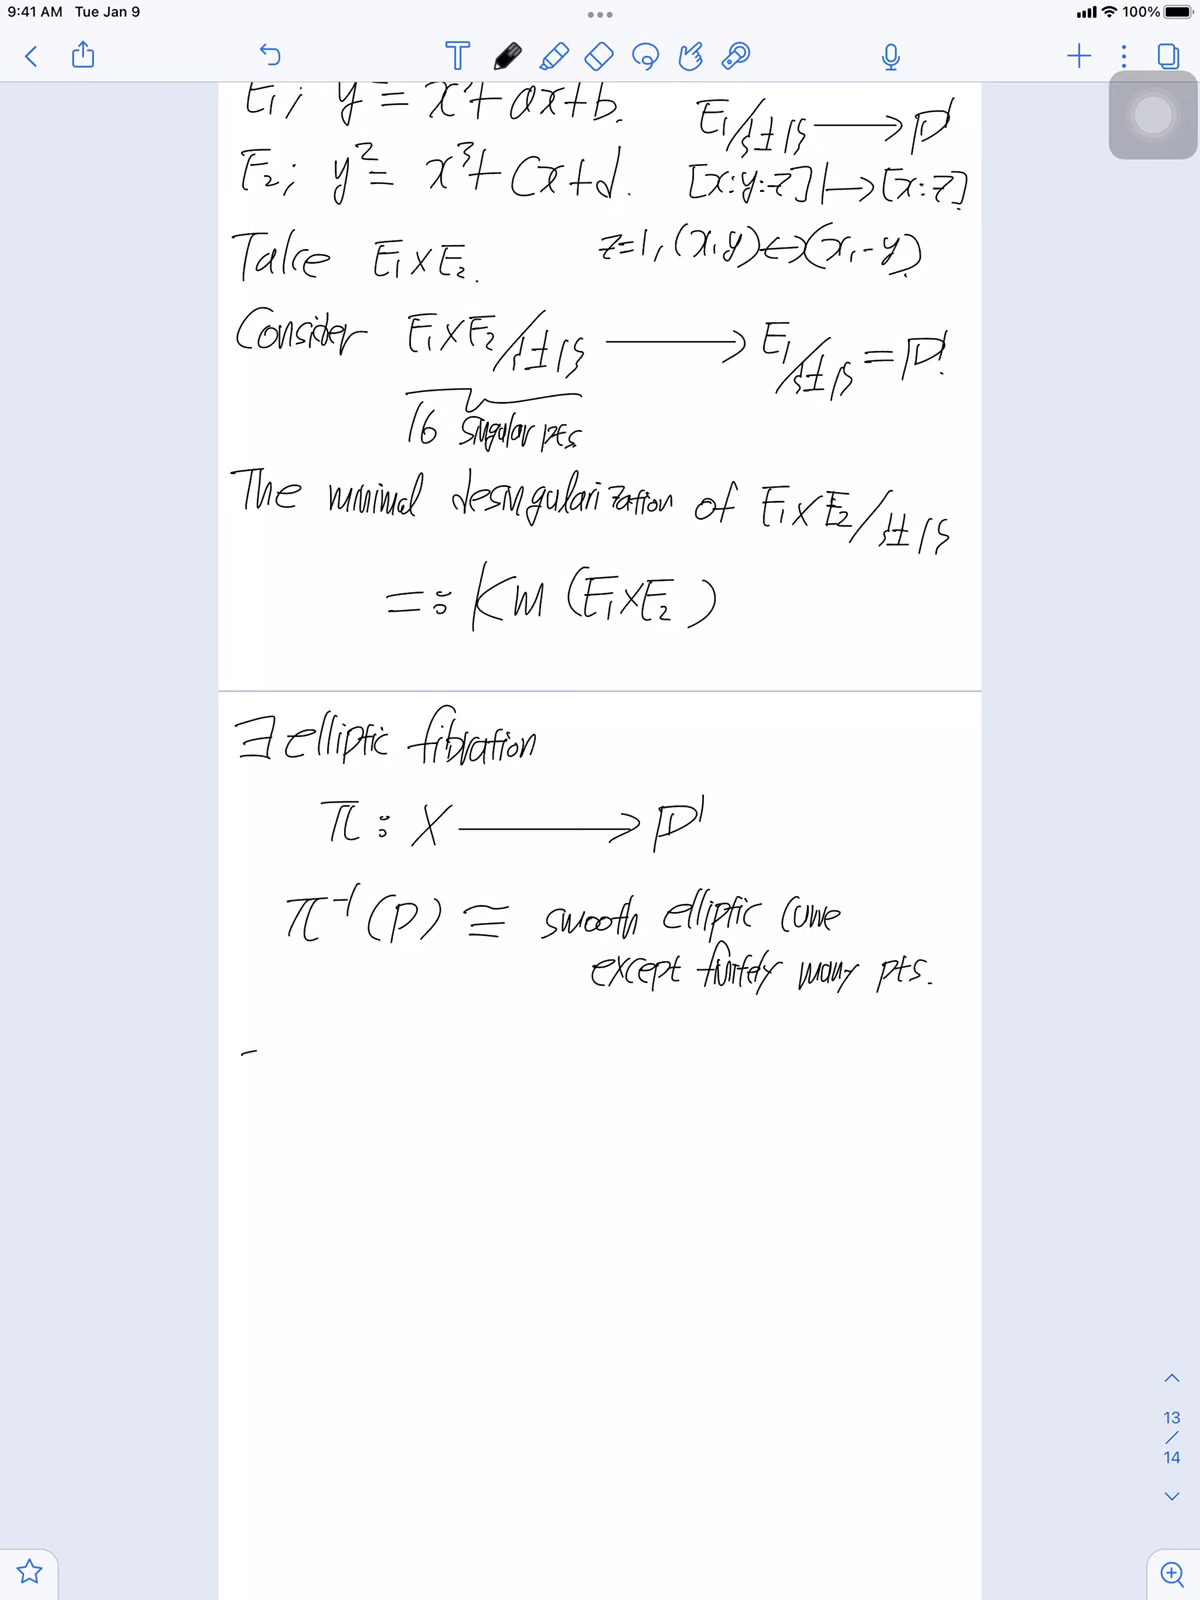 9:41 AM Tue Jan 9
100%
E₁; y² = x³+ax+b.
E₁/{±1} → P¹
E₂; y² = x³+cx+d.
[x:y:z] ↦ [x:z]
Take E₁×E₂.
z=1, (x,y)↔(x,-y).
Consider E₁×E₂/{±1} → E₁/{±1} = P¹.
16 singular pts
The minimal desingularization of E₁×E₂/{±1}
=: Km (E₁×E₂)
∃ elliptic fibration
π : X → P¹
π⁻¹(p) ≅ smooth elliptic curve
except finitely many pts.
13
/
14